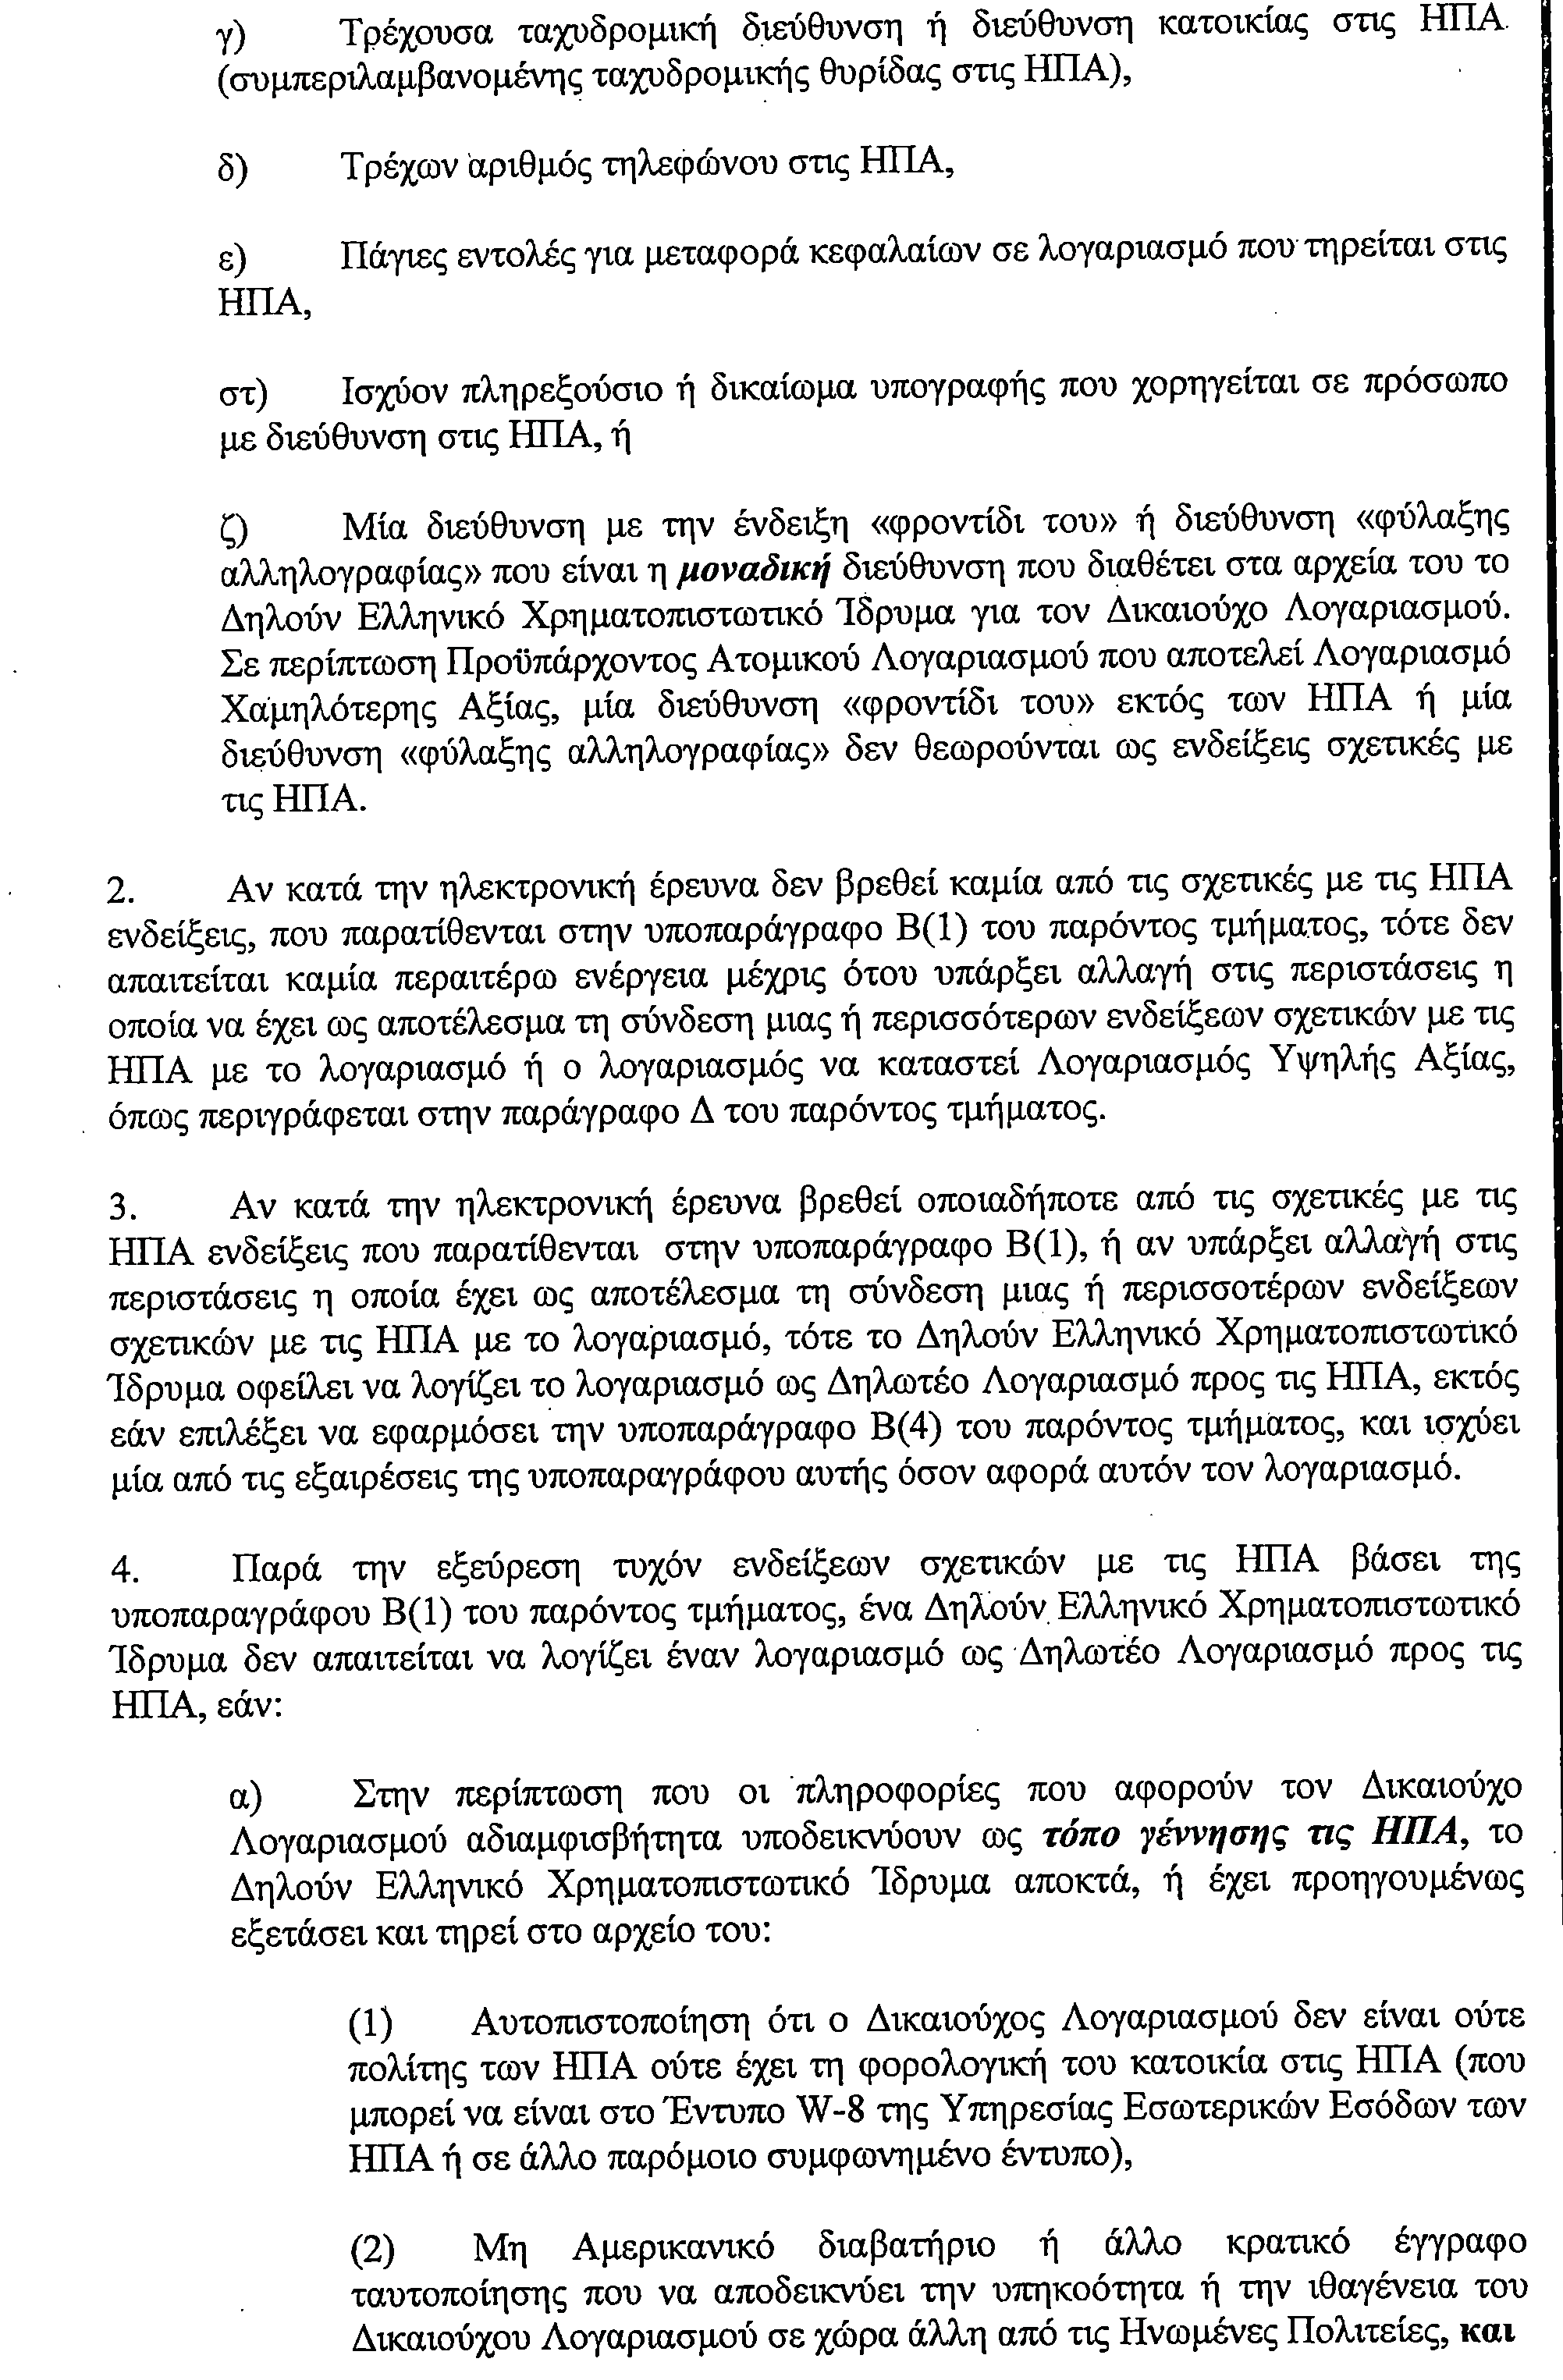 γ) Τρέχουσα ταχυδρομική διεύθυνση ή διεύθυνση κατοικίας στις ΗΠΑ
(συμπεριλαμβανομένης ταχυδρομικής θυρίδας στις ΗΠΑ),
δ) Τρέχων αριθμός τηλεφώνου στις ΗΠΑ,
ε) Πάγιες εντολές για μεταφορά κεφαλαίων σε λογαριασμό που τηρείται στις
ΗΠΑ,
στ) Ισχύον πληρεξούσιο ή δικαίωμα υπογραφής που χορηγείται σε πρόσωπο
με διεύθυνση στις ΗΠΑ, ή
ζ) Μία διεύθυνση με την ένδειξη «φροντίδι του» ή διεύθυνση «φύλαξης
αλληλογραφίας» που είναι η μοναδική διεύθυνση που διαθέτει στα αρχεία του το
Δηλούν Ελληνικό Χρηματοπιστωτικό Ίδρυμα για τον Δικαιούχο Λογαριασμού.
Σε περίπτωση Προϋπάρχοντος Ατομικού Λογαριασμού που αποτελεί Λογαριασμό
Χαμηλότερης Αξίας, μία διεύθυνση «φροντίδι του» εκτός των ΗΠΑ ή μία
διεύθυνση «φύλαξης αλληλογραφίας» δεν θεωρούνται ως ενδείξεις σχετικές με
τις ΗΠΑ.
2. Αν κατά την ηλεκτρονική έρευνα δεν βρεθεί καμία από τις σχετικές με τις ΗΠΑ
ενδείξεις, που παρατίθενται στην υποπαράγραφο Β(1) του παρόντος τμήματος, τότε δεν
απαιτείται καμία περαιτέρω ενέργεια μέχρις ότου υπάρξει αλλαγή στις περιστάσεις η
οποία να έχει ως αποτέλεσμα τη σύνδεση μιας ή περισσότερων ενδείξεων σχετικών με τις
ΗΠΑ με το λογαριασμό ή ο λογαριασμός να καταστεί Λογαριασμός Υψηλής Αξίας,
όπως περιγράφεται στην παράγραφο Δ του παρόντος τμήματος.
3. Αν κατά την ηλεκτρονική έρευνα βρεθεί οποιαδήποτε από τις σχετικές με τις
ΗΠΑ ενδείξεις που παρατίθενται στην υποπαράγραφο Β(1), ή αν υπάρξει αλλαγή στις
περιστάσεις η οποία έχει ως αποτέλεσμα τη σύνδεση μιας ή περισσοτέρων ενδείξεων
σχετικών με τις ΗΠΑ με το λογαριασμό, τότε το Δηλούν Ελληνικό Χρηματοπιστωτικό
Ίδρυμα οφείλει να λογίζει το λογαριασμό ως Δηλωτέο Λογαριασμό προς τις ΗΠΑ, εκτός
εάν επιλέξει να εφαρμόσει την υποπαράγραφο Β(4) του παρόντος τμήματος, και ισχύει
μία από τις εξαιρέσεις της υποπαραγράφου αυτής όσον αφορά αυτόν τον λογαριασμό.
4. Παρά την εξεύρεση τυχόν ενδείξεων σχετικών με τις ΗΠΑ βάσει της
υποπαραγράφου Β(1) του παρόντος τμήματος, ένα Δηλούν Ελληνικό Χρηματοπιστωτικό
Ίδρυμα δεν απαιτείται να λογίζει έναν λογαριασμό ως Δηλωτέο Λογαριασμό προς τις
ΗΠΑ, εάν:
α) Στην περίπτωση που οι πληροφορίες που αφορούν τον Δικαιούχο
Λογαριασμού αδιαμφισβήτητα υποδεικνύουν ως τόπο γέννησης τις ΗΠΑ, το
Δηλούν Ελληνικό Χρηματοπιστωτικό Ίδρυμα αποκτά, ή έχει προηγουμένως
εξετάσει και τηρεί στο αρχείο του:
(1) Αυτοπιστοποίηση ότι ο Δικαιούχος Λογαριασμού δεν είναι ούτε
πολίτης των ΗΠΑ ούτε έχει τη φορολογική του κατοικία στις ΗΠΑ (που
μπορεί να είναι στο Έντυπο W-8 της Υπηρεσίας Εσωτερικών Εσόδων των
ΗΠΑ ή σε άλλο παρόμοιο συμφωνημένο έντυπο),
(2) Μη Αμερικανικό διαβατήριο ή άλλο κρατικό έγγραφο
ταυτοποίησης που να αποδεικνύει την υπηκοότητα ή την ιθαγένεια του
Δικαιούχου Λογαριασμού σε χώρα άλλη από τις Ηνωμένες Πολιτείες, και